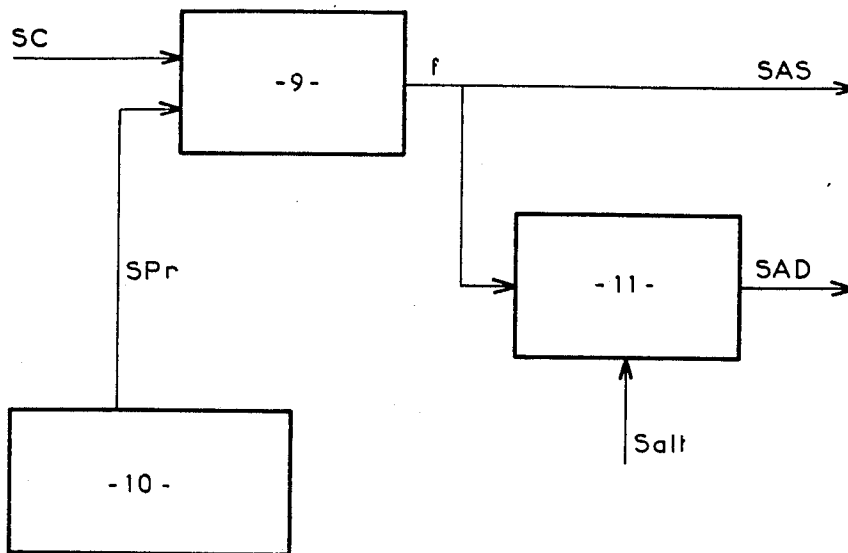 SC
-9-
f
SAS
SPr
-11-
SAD
-10-
Salt